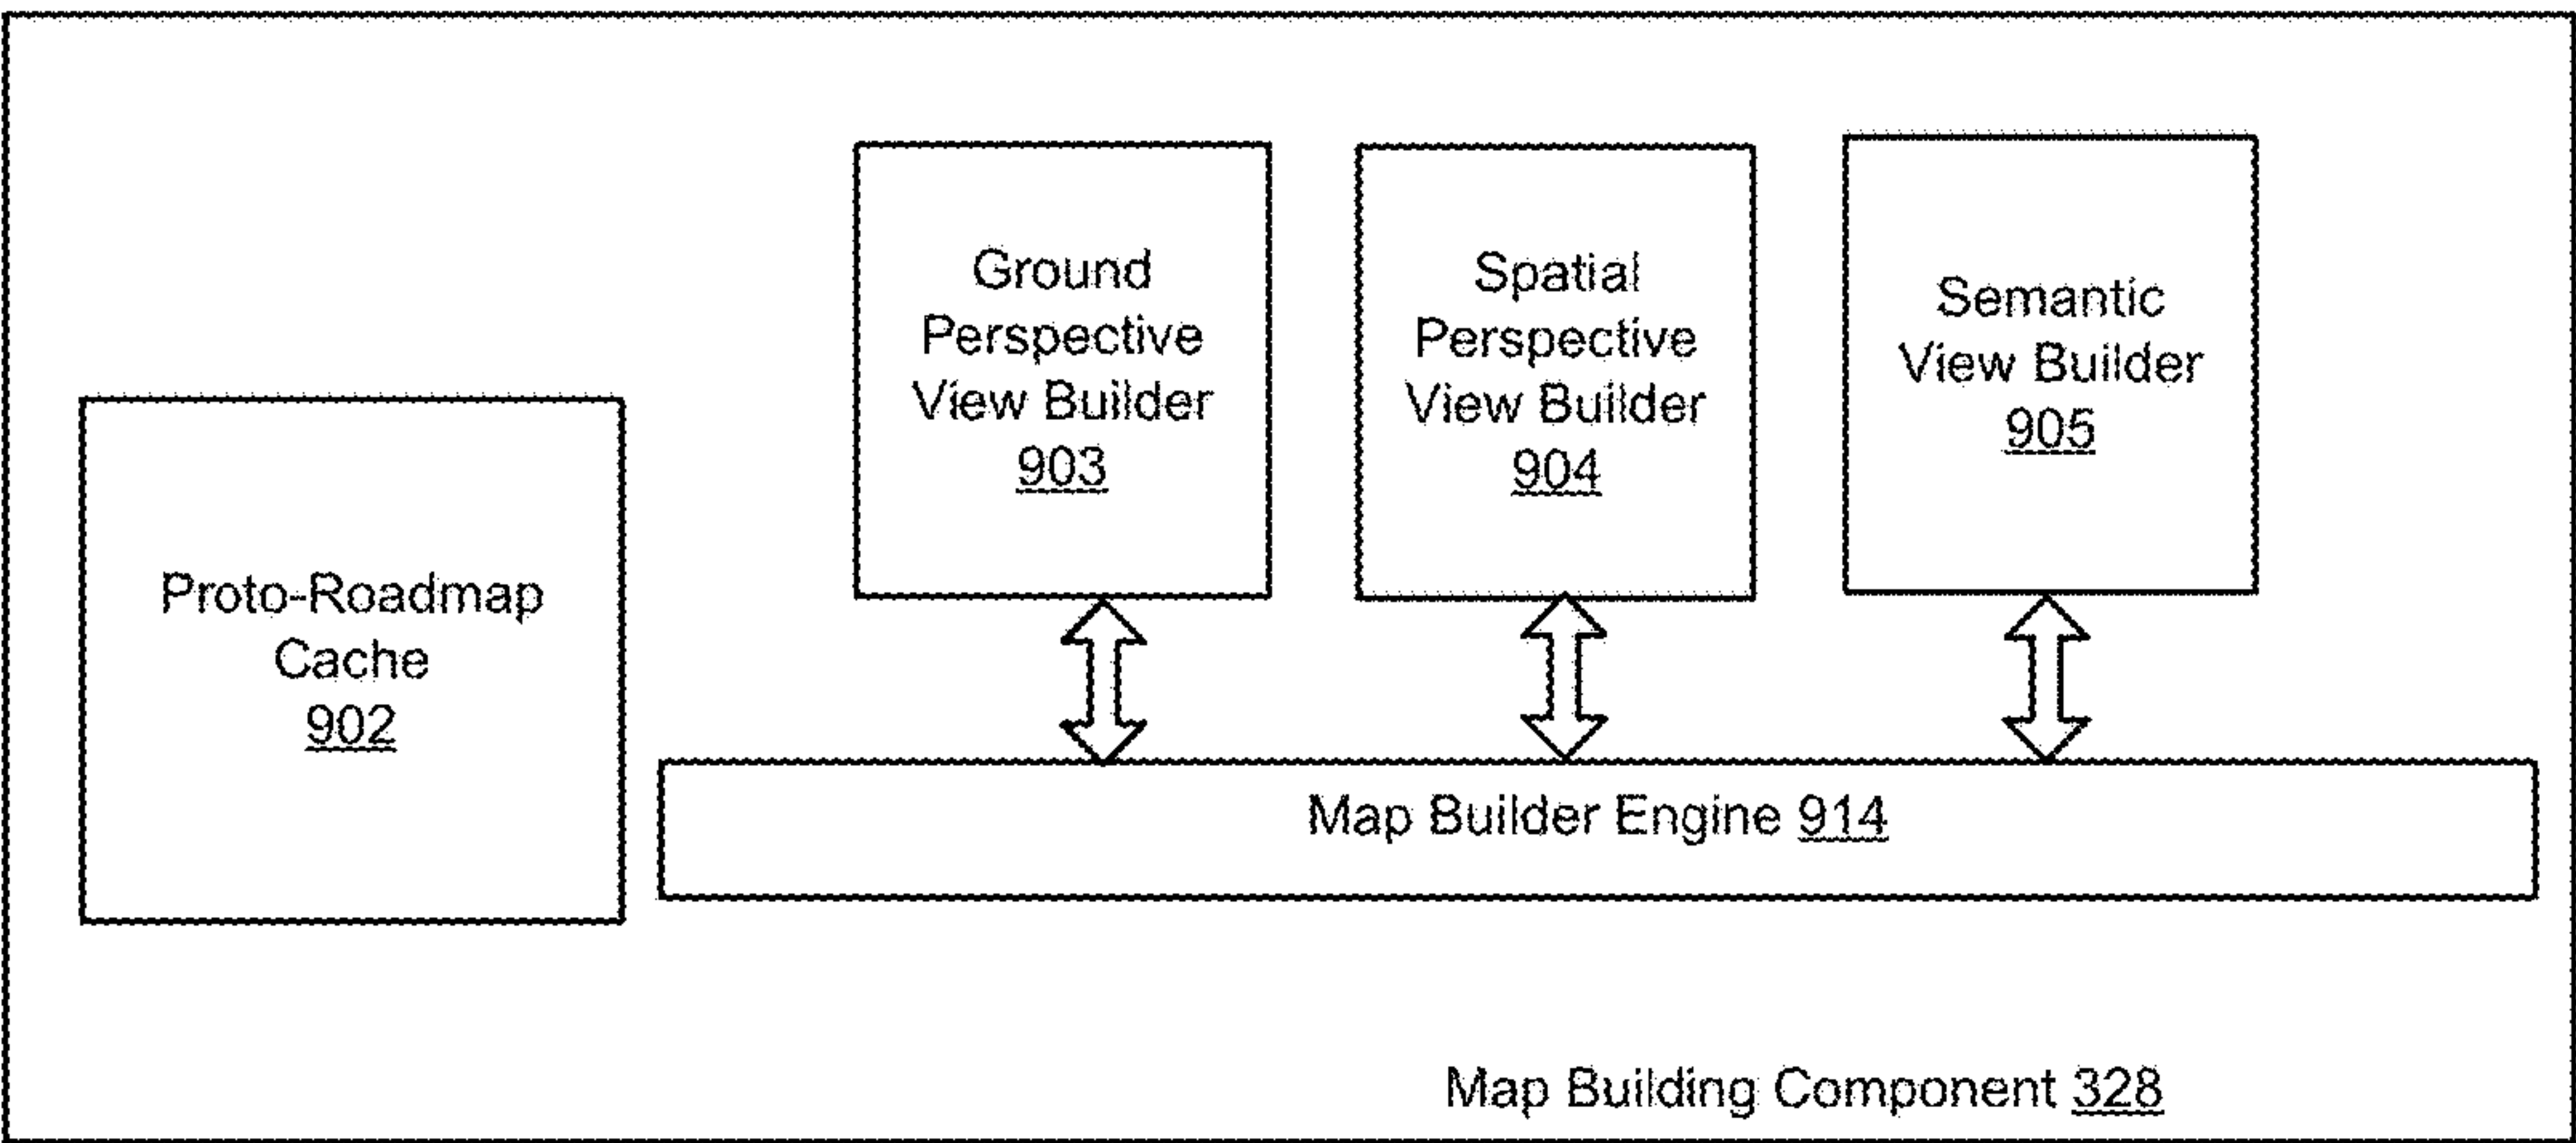 Ground
Perspective
View Builder
903
Spatial
Perspective
View Builder
904
Semantic
View Builder
905
Proto-Roadmap
Cache
902
Map Builder Engine 914
Map Building Component 328